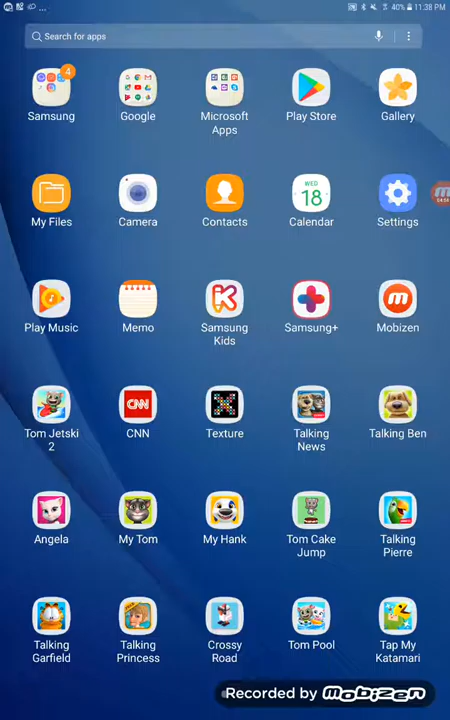 40% 11:38 PM
Search for apps
4
Samsung
Google
Microsoft
Apps
Play Store
Gallery
WED
18
My Files
Camera
Contacts
Calendar
Settings
Play Music
Memo
Samsung
Kids
Samsung+
Mobizen
CNN
Tom Jetski
2
CNN
Texture
Talking
News
Talking Ben
Angela
My Tom
My Hank
Tom Cake
Jump
Talking
Pierre
Talking
Garfield
Talking
Princess
Crossy
Road
Tom Pool
Tap My
Katamari
Recorded by mobizen